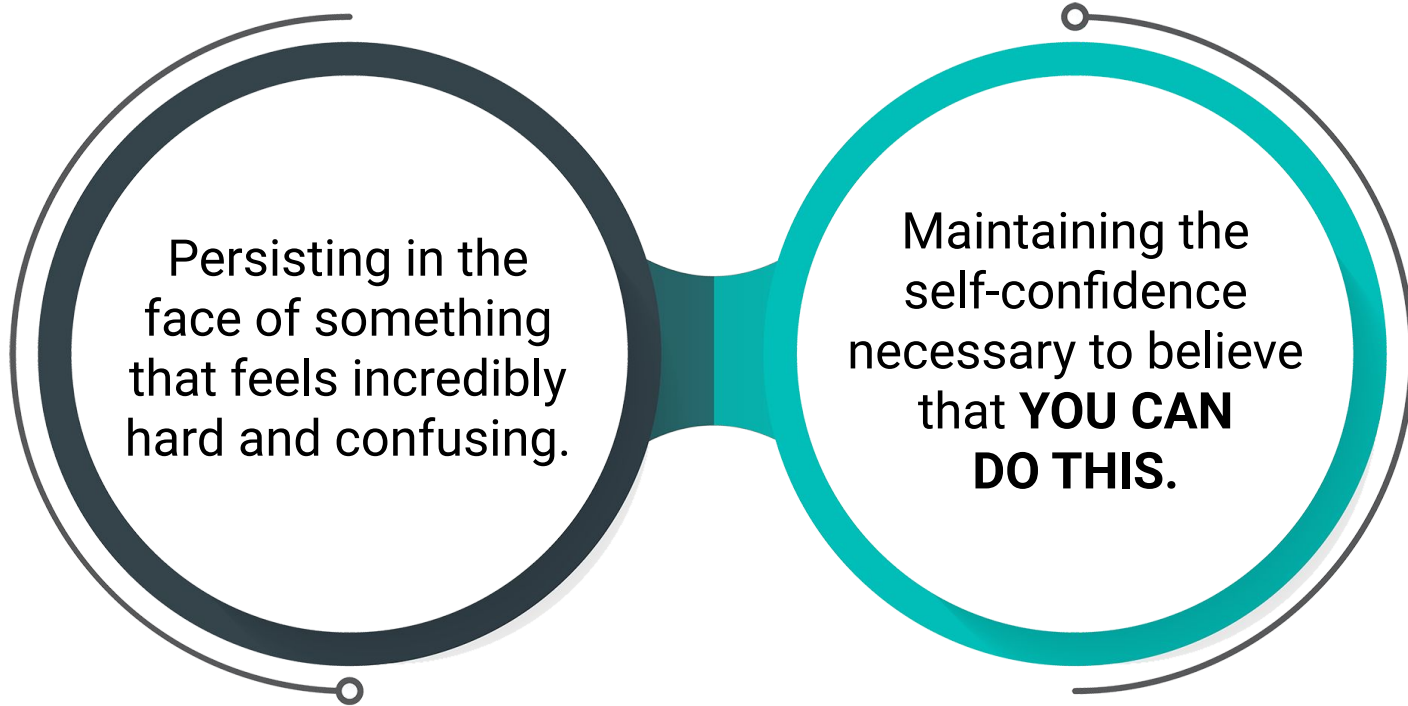 Persisting in the
face of something
that feels incredibly
hard and confusing.
Maintaining the
self-confidence
necessary to believe
that YOU CAN
DO THIS.